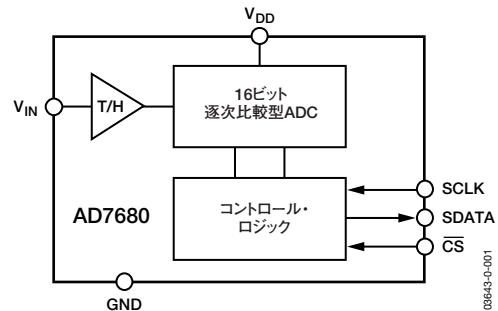 VDD
VIN
T/H
16ビット
逐次比較型ADC
AD7680
コントロール・
ロジック
SCLK
SDATA
CS
GND
03643-0-001